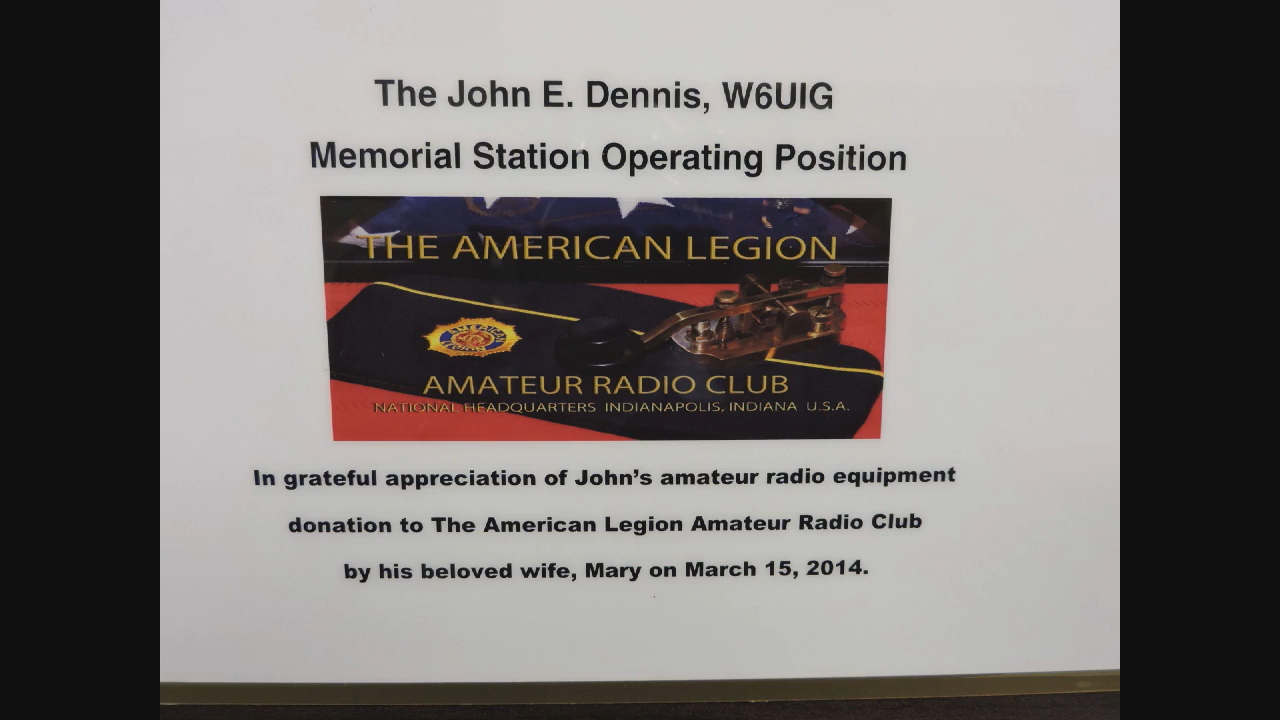 The John E. Dennis, W6UIG
Memorial Station Operating Position
THE AMERICAN LEGION
AMERICAN
LEGION
AMATEUR RADIO CLUB
NATIONAL HEADQUARTERS INDIANAPOLIS, INDIANA U.S.A.
In grateful appreciation of John's amateur radio equipment
donation to The American Legion Amateur Radio Club
by his beloved wife, Mary on March 15, 2014.